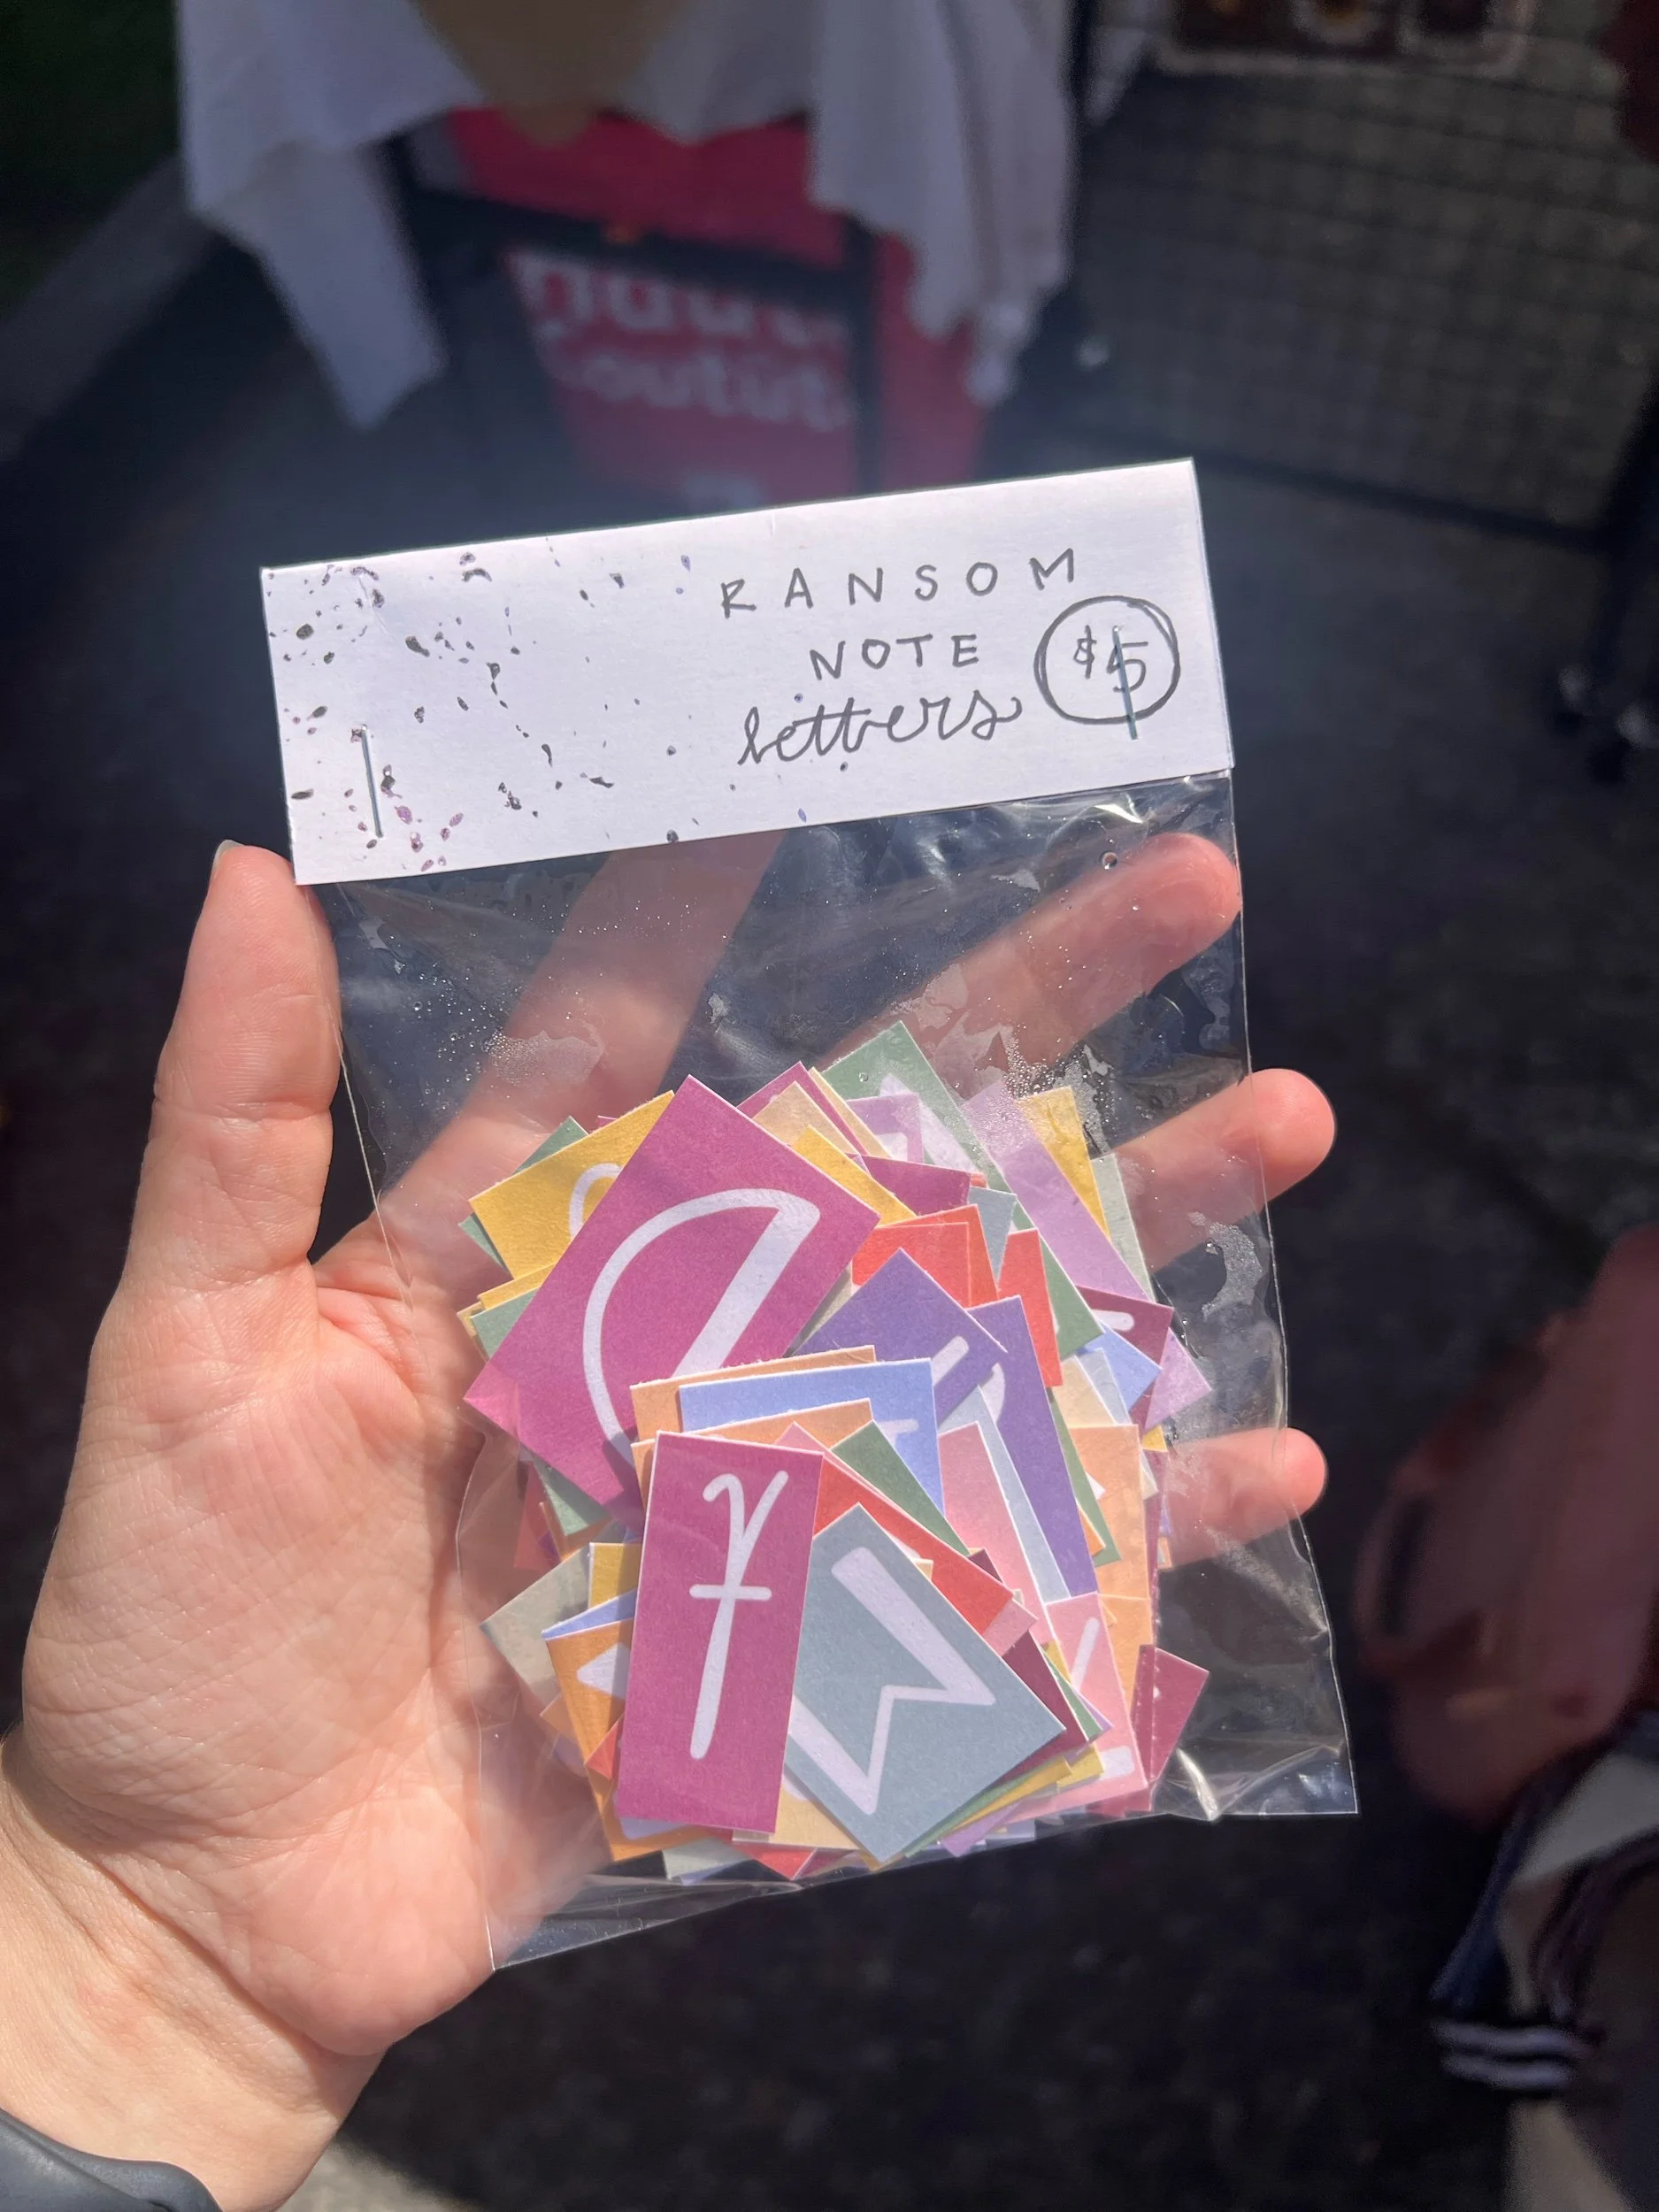 RANSOM
NOTE
letters
$5
f